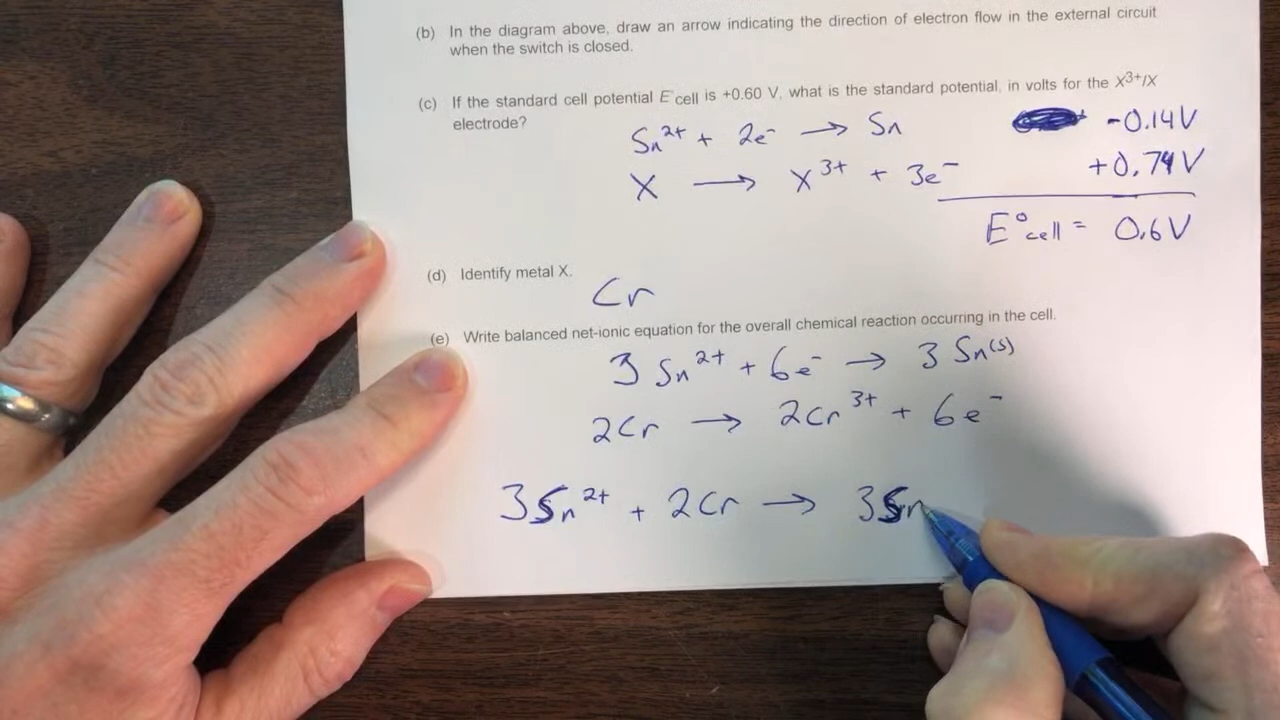 (b) In the diagram above, draw an arrow indicating the direction of electron flow in the external circuit
when the switch is closed.
(c) If the standard cell potential E°cell is +0.60 V, what is the standard potential, in volts for the X³⁺/X
electrode?
Sn²⁺ + 2e⁻ → Sn -0.14V
X → X³⁺ + 3e⁻ +0.74V
E°cell = 0.6V
(d) Identify metal X.
Cr
(e) Write balanced net-ionic equation for the overall chemical reaction occurring in the cell.
3 Sn²⁺ + 6e⁻ → 3 Sn(s)
2Cr → 2Cr³⁺ + 6e⁻
3Sn²⁺ + 2Cr → 3Sn